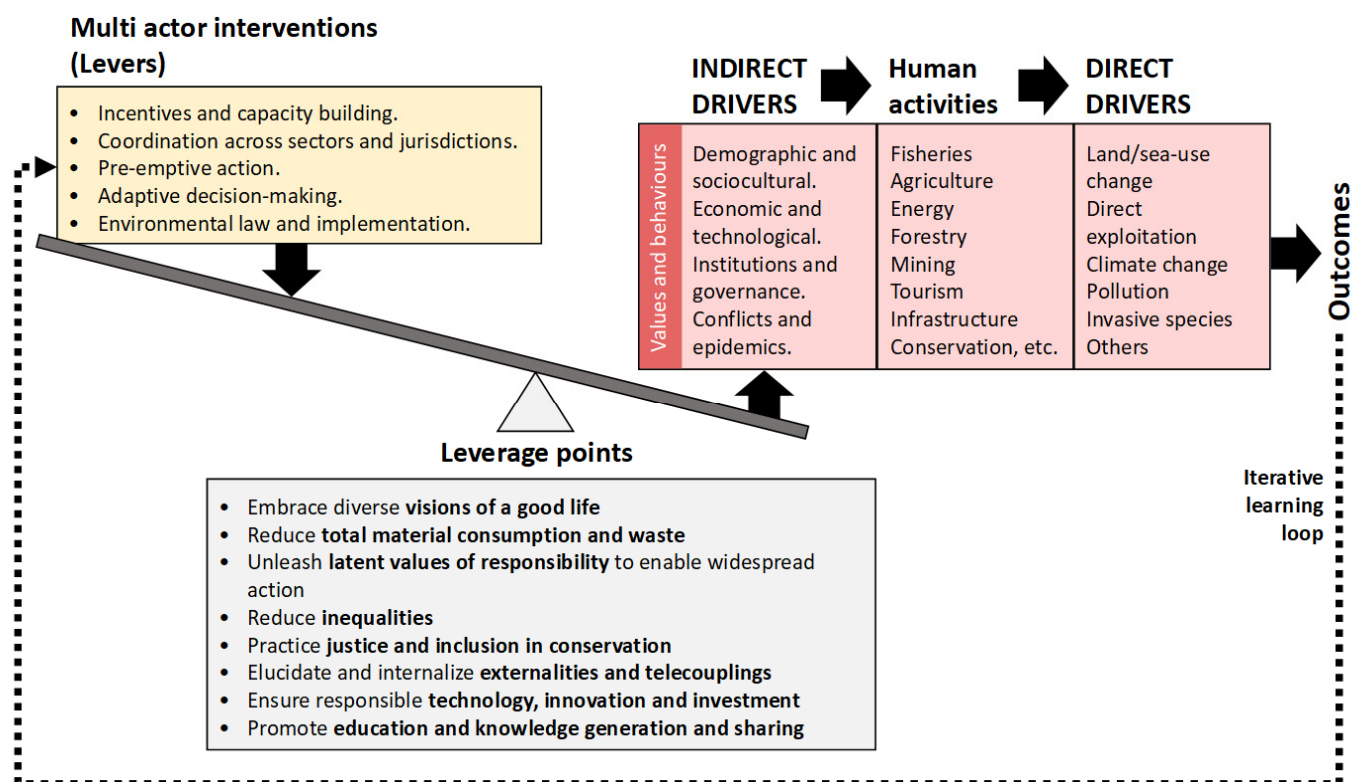 Multi actor interventions
(Levers)
• Incentives and capacity building.
• Coordination across sectors and jurisdictions.
• Pre-emptive action.
• Adaptive decision-making.
• Environmental law and implementation.
INDIRECT
DRIVERS
Human
activities
DIRECT
DRIVERS
Values and behaviours
Demographic and
sociocultural.
Economic and
technological.
Institutions and
governance.
Conflicts and
epidemics.
Fisheries
Agriculture
Energy
Forestry
Mining
Tourism
Infrastructure
Conservation, etc.
Land/sea-use
change
Direct
exploitation
Climate change
Pollution
Invasive species
Others
Outcomes
Leverage points
• Embrace diverse visions of a good life
• Reduce total material consumption and waste
• Unleash latent values of responsibility to enable widespread
action
• Reduce inequalities
• Practice justice and inclusion in conservation
• Elucidate and internalize externalities and telecouplings
• Ensure responsible technology, innovation and investment
• Promote education and knowledge generation and sharing
Iterative
learning
loop